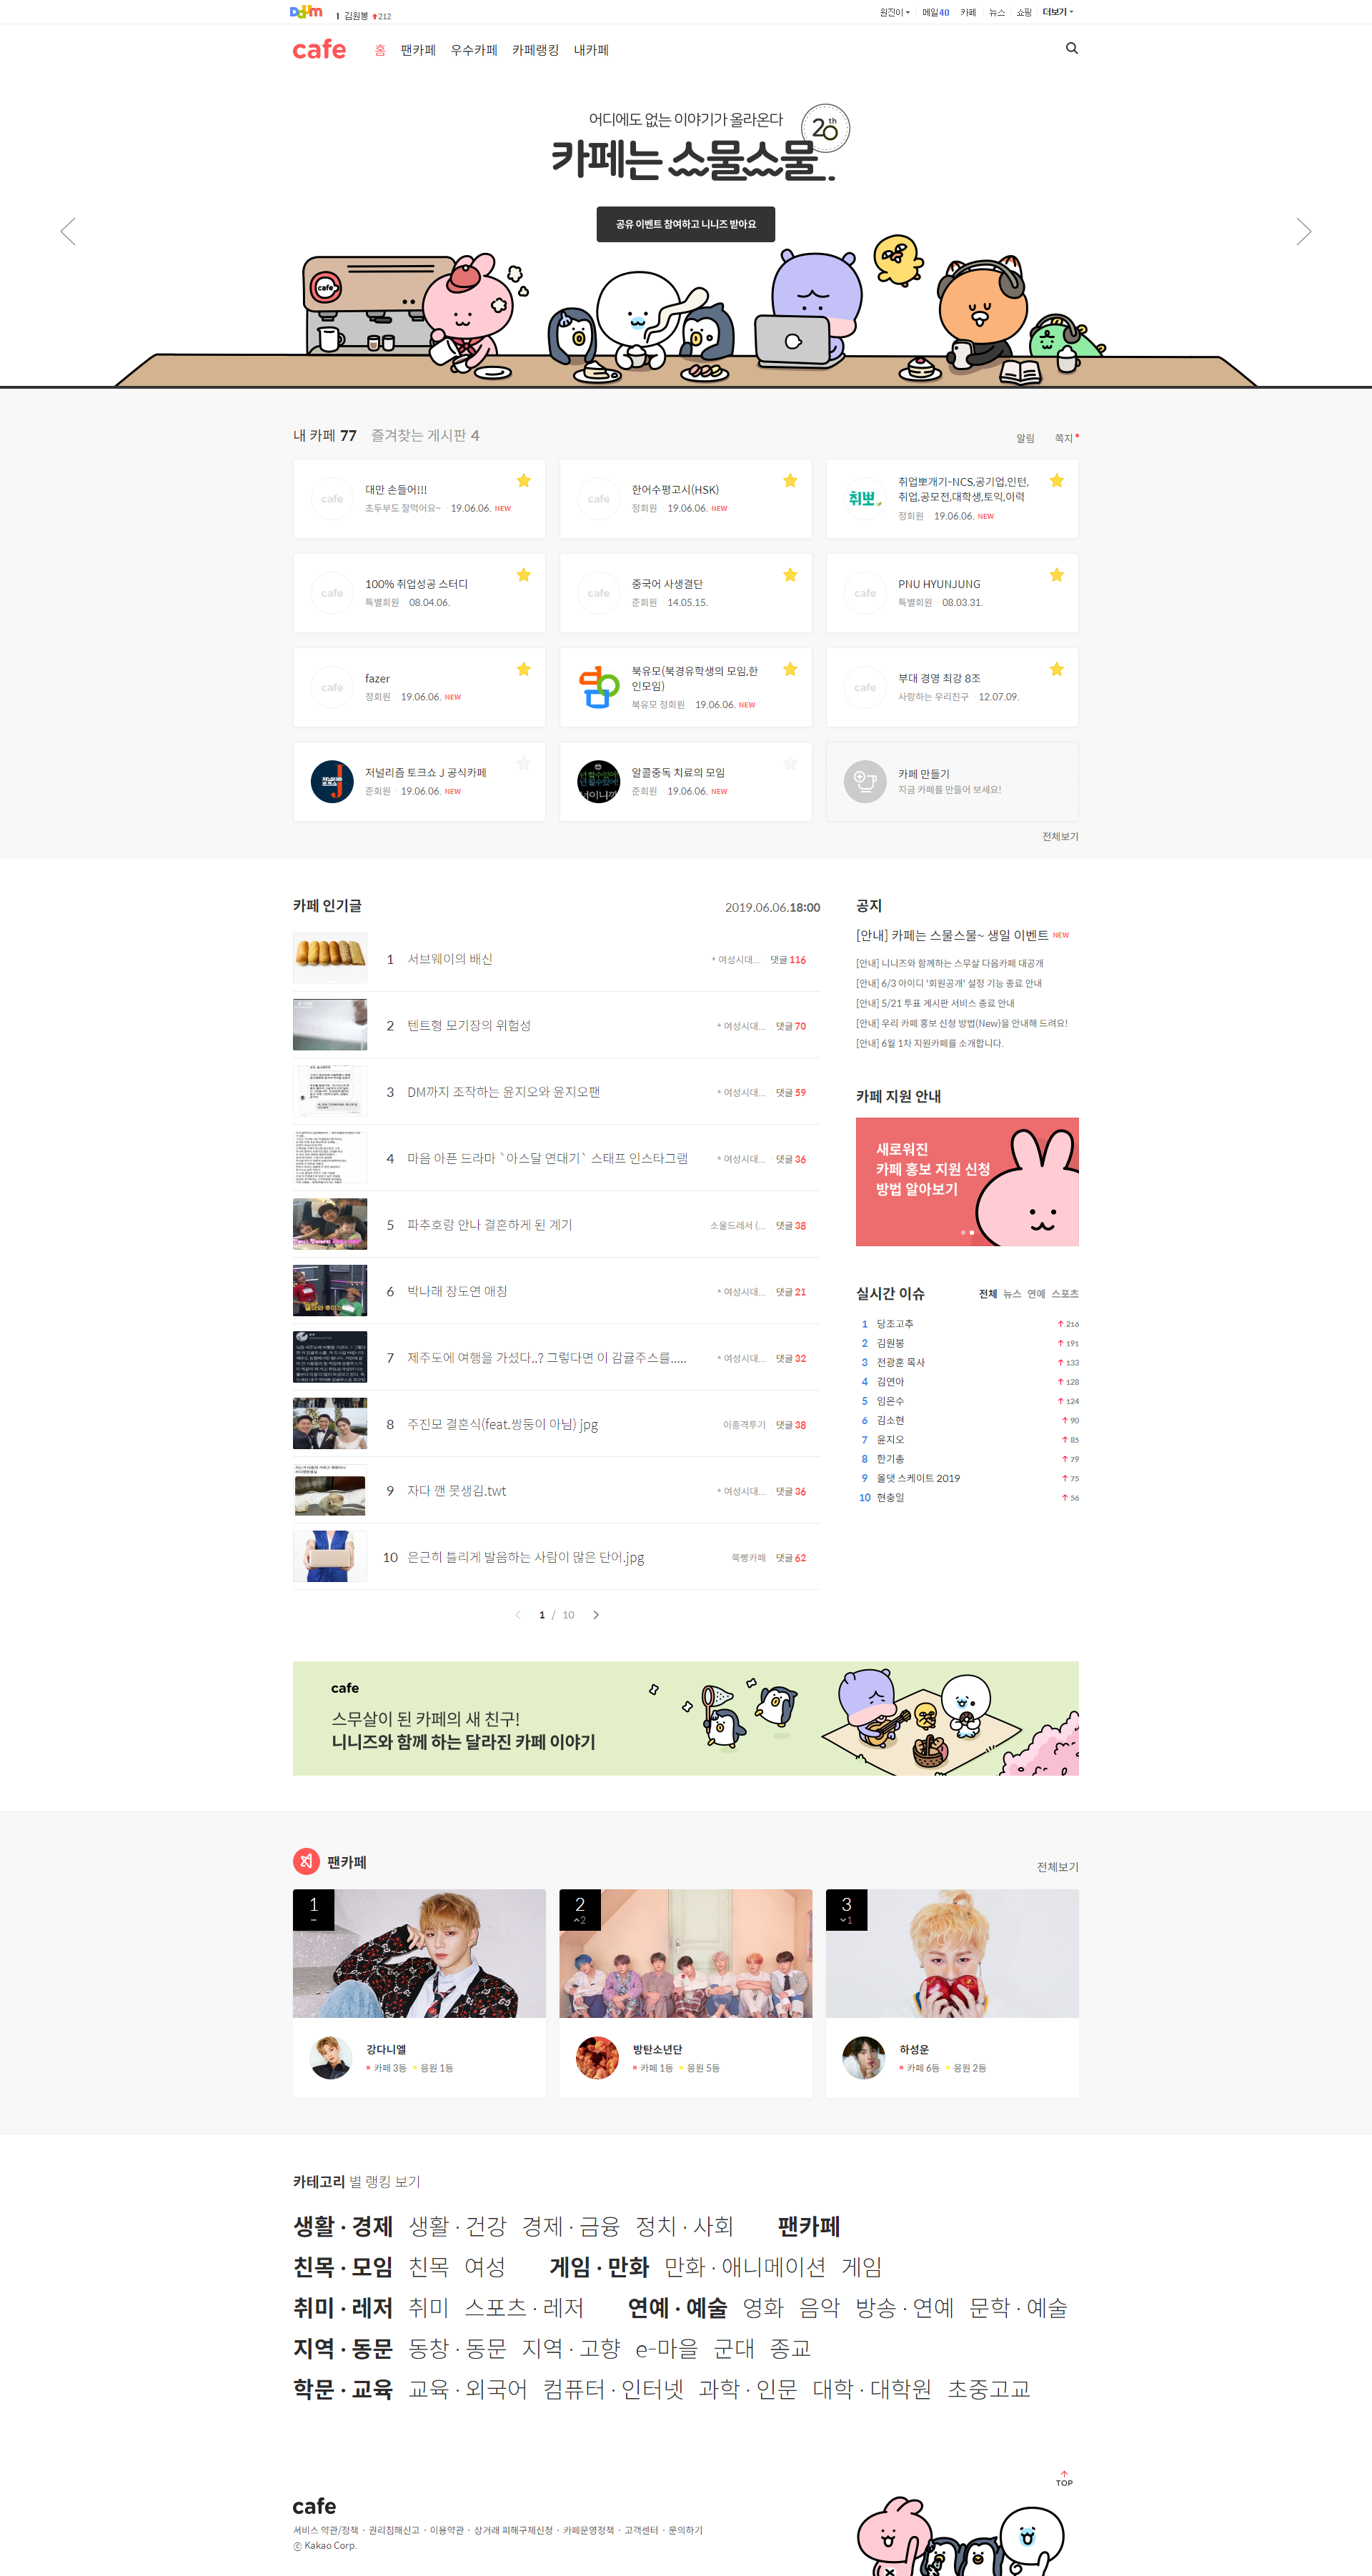 Daum 1 김원봉 212 원진이 메일 40 카페 뉴스 쇼핑 더보기
cafe 홈 팬카페 우수카페 카페랭킹 내카페
어디에도 없는 이야기가 올라온다
20th
카페는 스물스물..
공유 이벤트 참여하고 니니즈 받아요
cafe
내 카페 77 즐겨찾는 게시판 4 알림 쪽지
cafe
대만 손들어!!!
초두부도 잘먹어요~ 19.06.06. NEW
cafe
한어수평고시(HSK)
정회원 19.06.06. NEW
취뽀
취업뽀개기-NCS,공기업,인턴,
취업,공모전,대학생,토익,이력
정회원 19.06.06. NEW
cafe
100% 취업성공 스터디
특별회원 08.04.06.
cafe
중국어 사생결단
준회원 14.05.15.
cafe
PNU HYUNJUNG
특별회원 08.03.31.
cafe
fazer
정회원 19.06.06. NEW
북유모(북경유학생의 모임,한
인모임)
북유모 정회원 19.06.06. NEW
cafe
부대 경영 최강 8조
사랑하는 우리친구 12.07.09.
저널리즘 토크쇼 J 공식카페
준회원 19.06.06. NEW
알콜중독 치료의 모임
준회원 19.06.06. NEW
카페 만들기
지금 카페를 만들어 보세요!
전체보기
카페 인기글 2019.06.06.18:00
1 서브웨이의 배신 * 여성시대... 댓글 116
2 텐트형 모기장의 위험성 * 여성시대... 댓글 70
3 DM까지 조작하는 윤지오와 윤지오팬 * 여성시대... 댓글 59
4 마음 아픈 드라마 `아스달 연대기` 스태프 인스타그램 * 여성시대... 댓글 36
5 파추호랑 안나 결혼하게 된 계기 소울드레서 (... 댓글 38
6 박나래 장도연 애칭 * 여성시대... 댓글 21
7 제주도에 여행을 가셨다..? 그렇다면 이 감귤주스를..... * 여성시대... 댓글 32
8 주진모 결혼식(feat.쌍둥이 아님) jpg 이종격투기 댓글 38
9 자다 깬 못생김.twt * 여성시대... 댓글 36
10 은근히 틀리게 발음하는 사람이 많은 단어.jpg 쭉빵카페 댓글 62
1 / 10
공지
[안내] 카페는 스물스물~ 생일 이벤트 NEW
[안내] 니니즈와 함께하는 스무살 다음카페 대공개
[안내] 6/3 아이디 '회원공개' 설정 기능 종료 안내
[안내] 5/21 투표 게시판 서비스 종료 안내
[안내] 우리 카페 홍보 신청 방법(New)을 안내해 드려요!
[안내] 6월 1차 지원카페를 소개합니다.
카페 지원 안내
새로워진
카페 홍보 지원 신청
방법 알아보기
실시간 이슈 전체 뉴스 연예 스포츠
1 당조고추 216
2 김원봉 191
3 전광훈 목사 133
4 김연아 128
5 임은수 124
6 김소현 90
7 윤지오 85
8 한기총 79
9 올댓 스케이트 2019 75
10 현충일 56
cafe
스무살이 된 카페의 새 친구!
니니즈와 함께 하는 달라진 카페 이야기
팬카페 전체보기
1
강다니엘
카페 3등 응원 1등
2
2
방탄소년단
카페 1등 응원 5등
3
1
하성운
카페 6등 응원 2등
카테고리 별 랭킹 보기
생활 · 경제 생활 · 건강 경제 · 금융 정치 · 사회 팬카페
친목 · 모임 친목 여성 게임 · 만화 만화 · 애니메이션 게임
취미 · 레저 취미 스포츠 · 레저 연예 · 예술 영화 음악 방송 · 연예 문학 · 예술
지역 · 동문 동창 · 동문 지역 · 고향 e-마을 군대 종교
학문 · 교육 교육 · 외국어 컴퓨터 · 인터넷 과학 · 인문 대학 · 대학원 초중고교
TOP
cafe
서비스 약관/정책 · 권리침해신고 · 이용약관 · 상거래 피해구제신청 · 카페운영정책 · 고객센터 · 문의하기
ⓒ Kakao Corp.